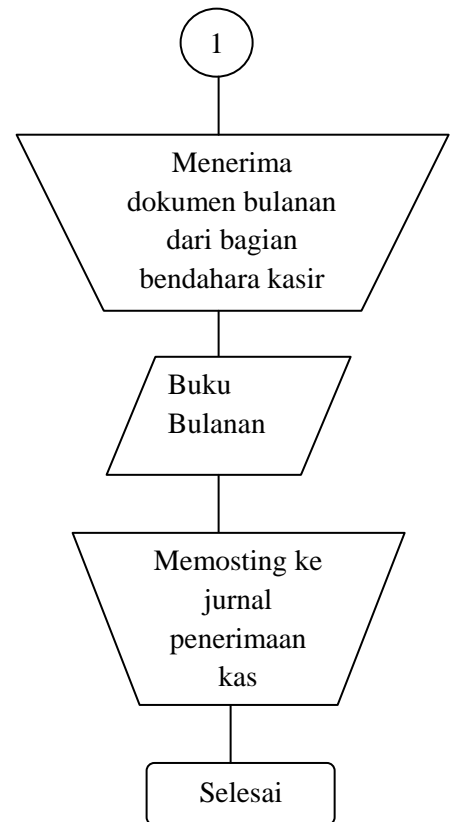 1
Menerima
dokumen bulanan
dari bagian
bendahara kasir
Buku
Bulanan
Memosting ke
jurnal
penerimaan
kas
Selesai